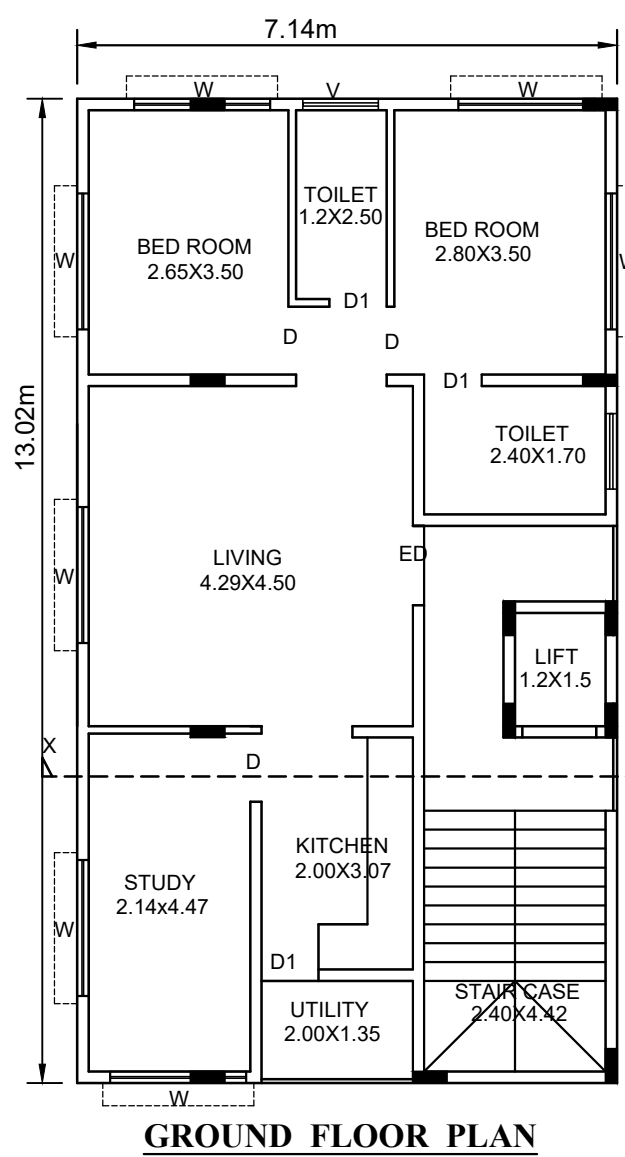 7.14m
W
V
W
TOILET
1.2X2.50
BED ROOM
2.65X3.50
BED ROOM
2.80X3.50
W
D1
D
D
D1
13.02m
TOILET
2.40X1.70
LIVING
4.29X4.50
ED
W
LIFT
1.2X1.5
X
D
KITCHEN
2.00X3.07
STUDY
2.14x4.47
W
D1
STAIR CASE
2.40X4.42
UTILITY
2.00X1.35
W
GROUND FLOOR PLAN